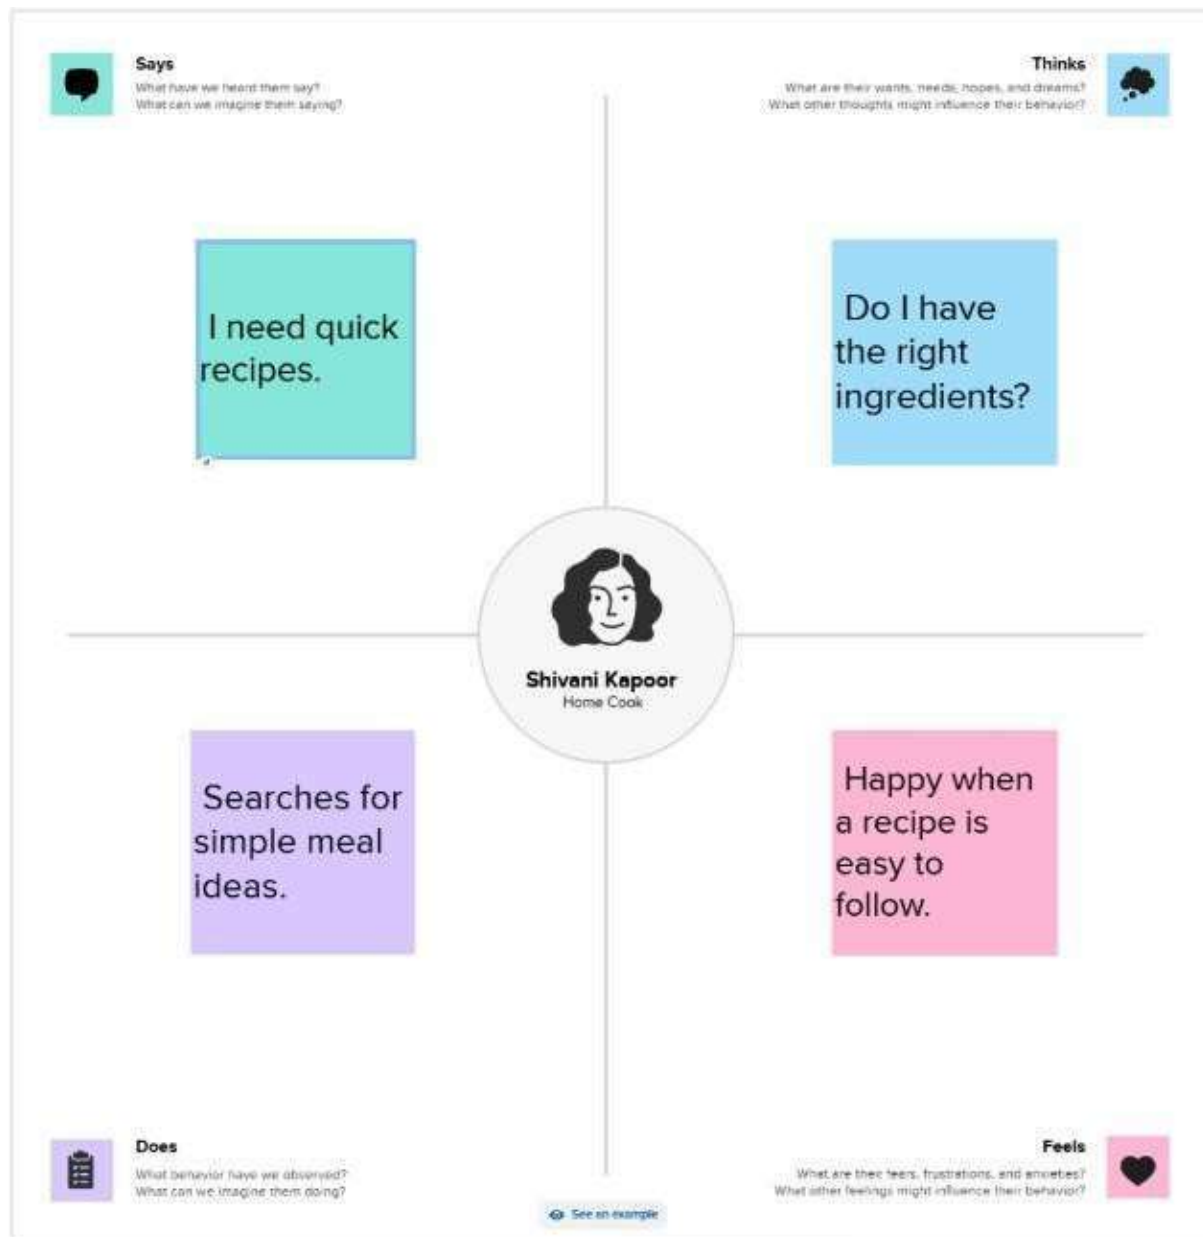 Says
What have we heard them say?
What can we imagine them saying?
Thinks
What are their wants, needs, hopes, and dreams?
What other thoughts might influence their behavior?
I need quick
recipes.
Do I have
the right
ingredients?
Shivani Kapoor
Home Cook
Searches for
simple meal
ideas.
Happy when
a recipe is
easy to
follow.
Does
What behavior have we observed?
What can we imagine them doing?
Feels
What are their fears, frustrations, and anxieties?
What other feelings might influence their behavior?
See an example